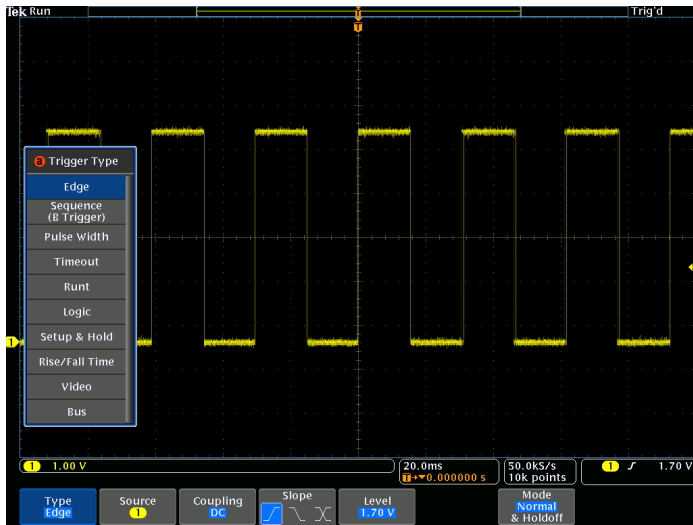 Tek Run Trig'd
T
T
a Trigger Type
Edge
Sequence
(B Trigger)
Pulse Width
Timeout
Runt
Logic
Setup & Hold
Rise/Fall Time
Video
Bus
1
1 1.00 V
20.0ms
T→▼0.000000 s
50.0kS/s
10k points
1 1.70 V
Type
Edge
Source
1
Coupling
DC
Slope
Level
1.70 V
Mode
Normal
& Holdoff